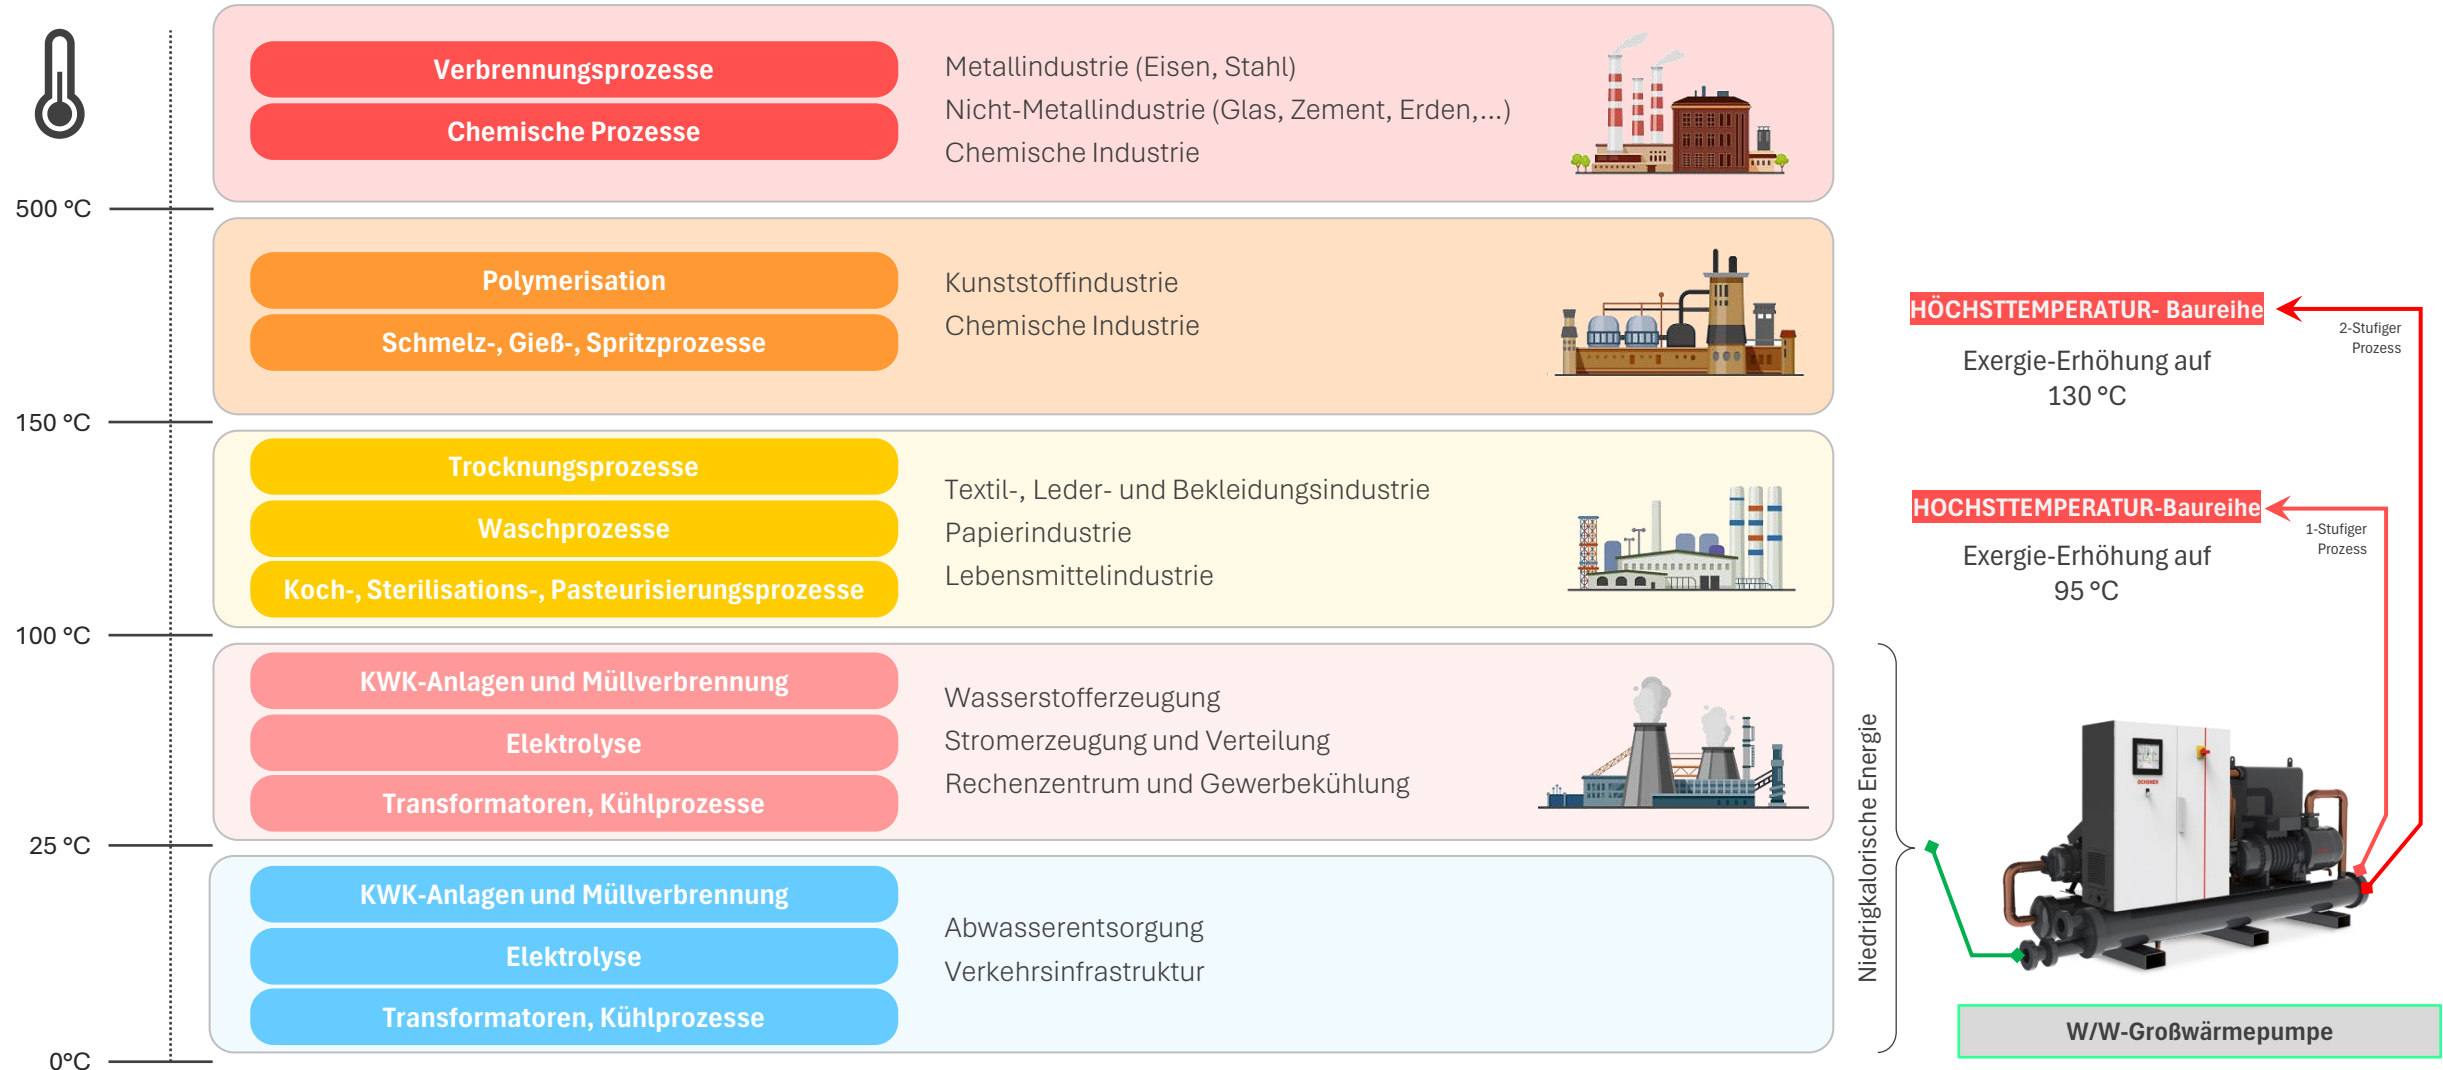 Verbrennungsprozesse
Chemische Prozesse
Metallindustrie (Eisen, Stahl)
Nicht-Metallindustrie (Glas, Zement, Erden,...)
Chemische Industrie
500 °C
Polymerisation
Schmelz-, Gieß-, Spritzprozesse
Kunststoffindustrie
Chemische Industrie
150 °C
Trocknungsprozesse
Waschprozesse
Koch-, Sterilisations-, Pasteurisierungsprozesse
Textil-, Leder- und Bekleidungsindustrie
Papierindustrie
Lebensmittelindustrie
100 °C
KWK-Anlagen und Müllverbrennung
Elektrolyse
Transformatoren, Kühlprozesse
Wasserstofferzeugung
Stromerzeugung und Verteilung
Rechenzentrum und Gewerbekühlung
25 °C
KWK-Anlagen und Müllverbrennung
Elektrolyse
Transformatoren, Kühlprozesse
Abwasserentsorgung
Verkehrsinfrastruktur
0°C
Niedrigkalorische Energie
HÖCHSTTEMPERATUR- Baureihe
2-Stufiger
Prozess
Exergie-Erhöhung auf
130 °C
HOCHSTTEMPERATUR-Baureihe
1-Stufiger
Prozess
Exergie-Erhöhung auf
95 °C
OCHSNER
W/W-Großwärmepumpe